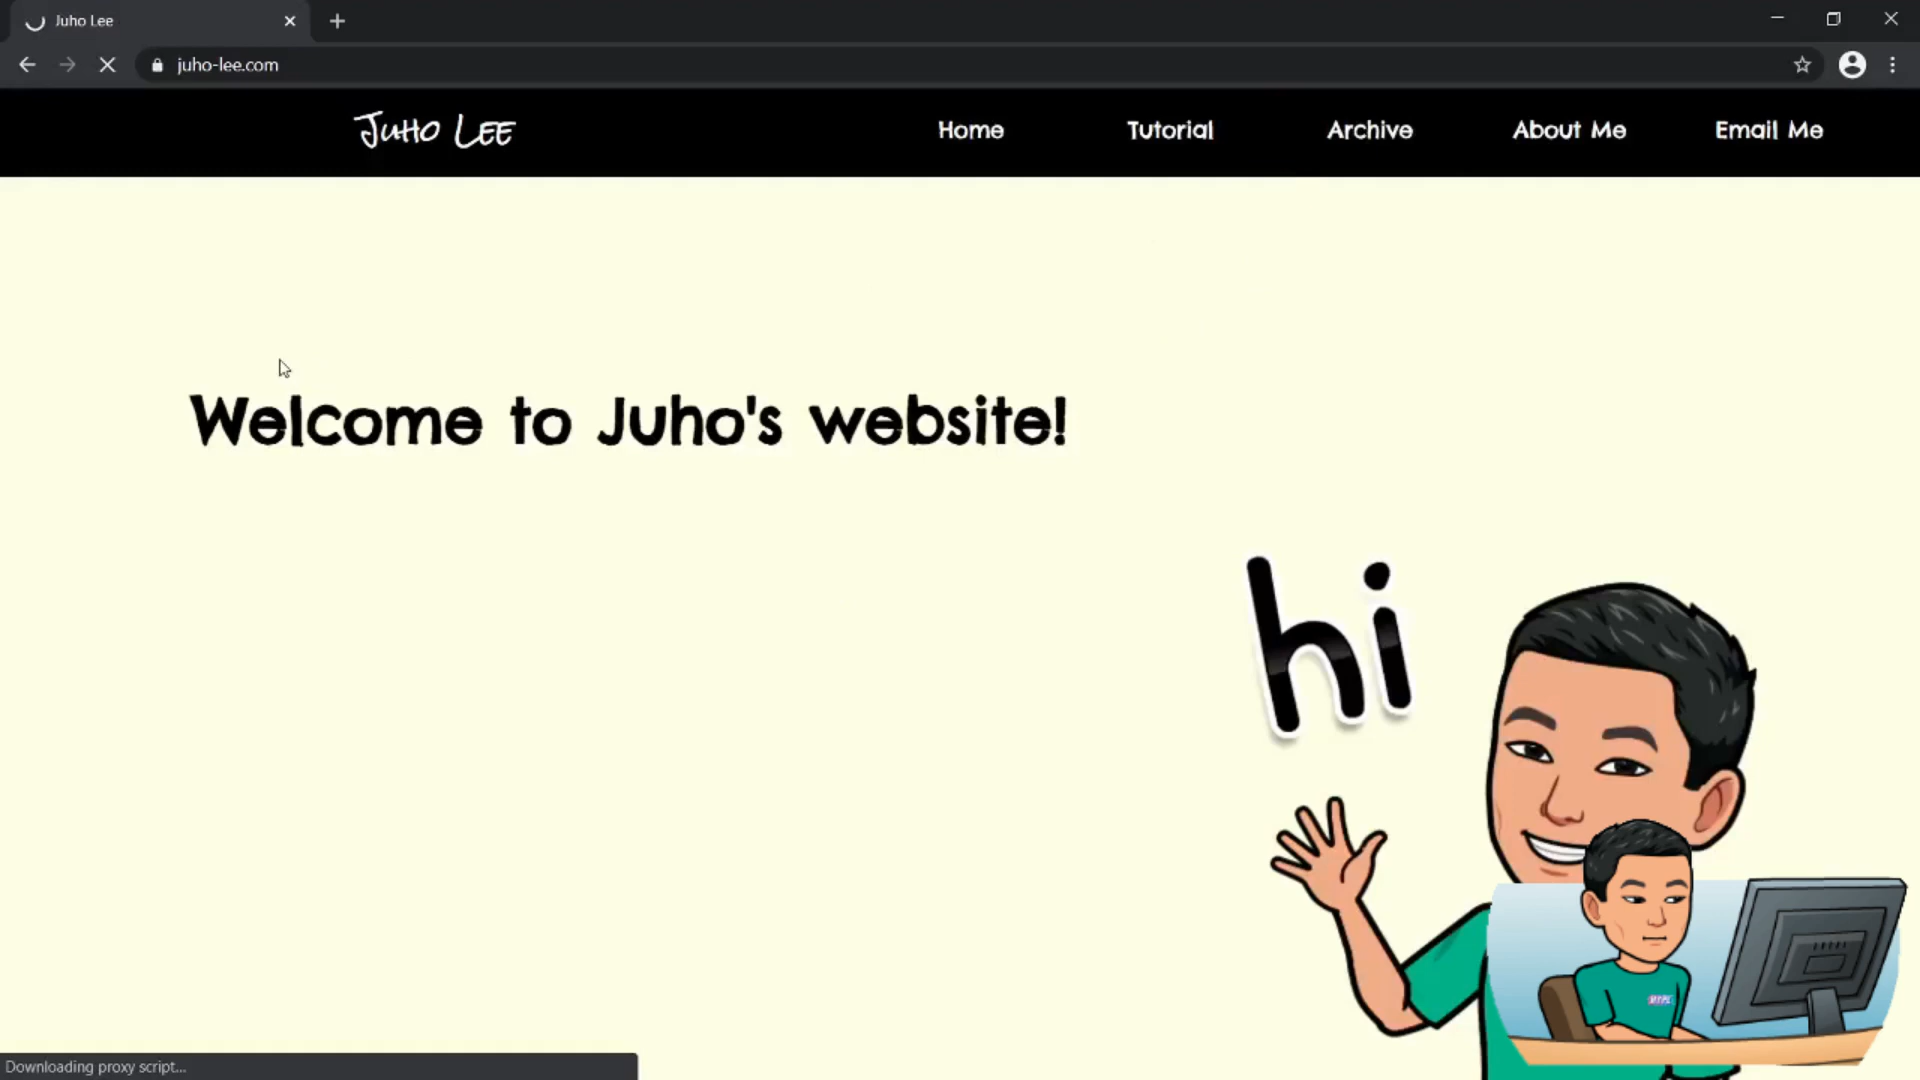 Juho Lee
juho-lee.com
Juho Lee
Home
Tutorial
Archive
About Me
Email Me
Welcome to Juho's website!
hi
Downloading proxy script...